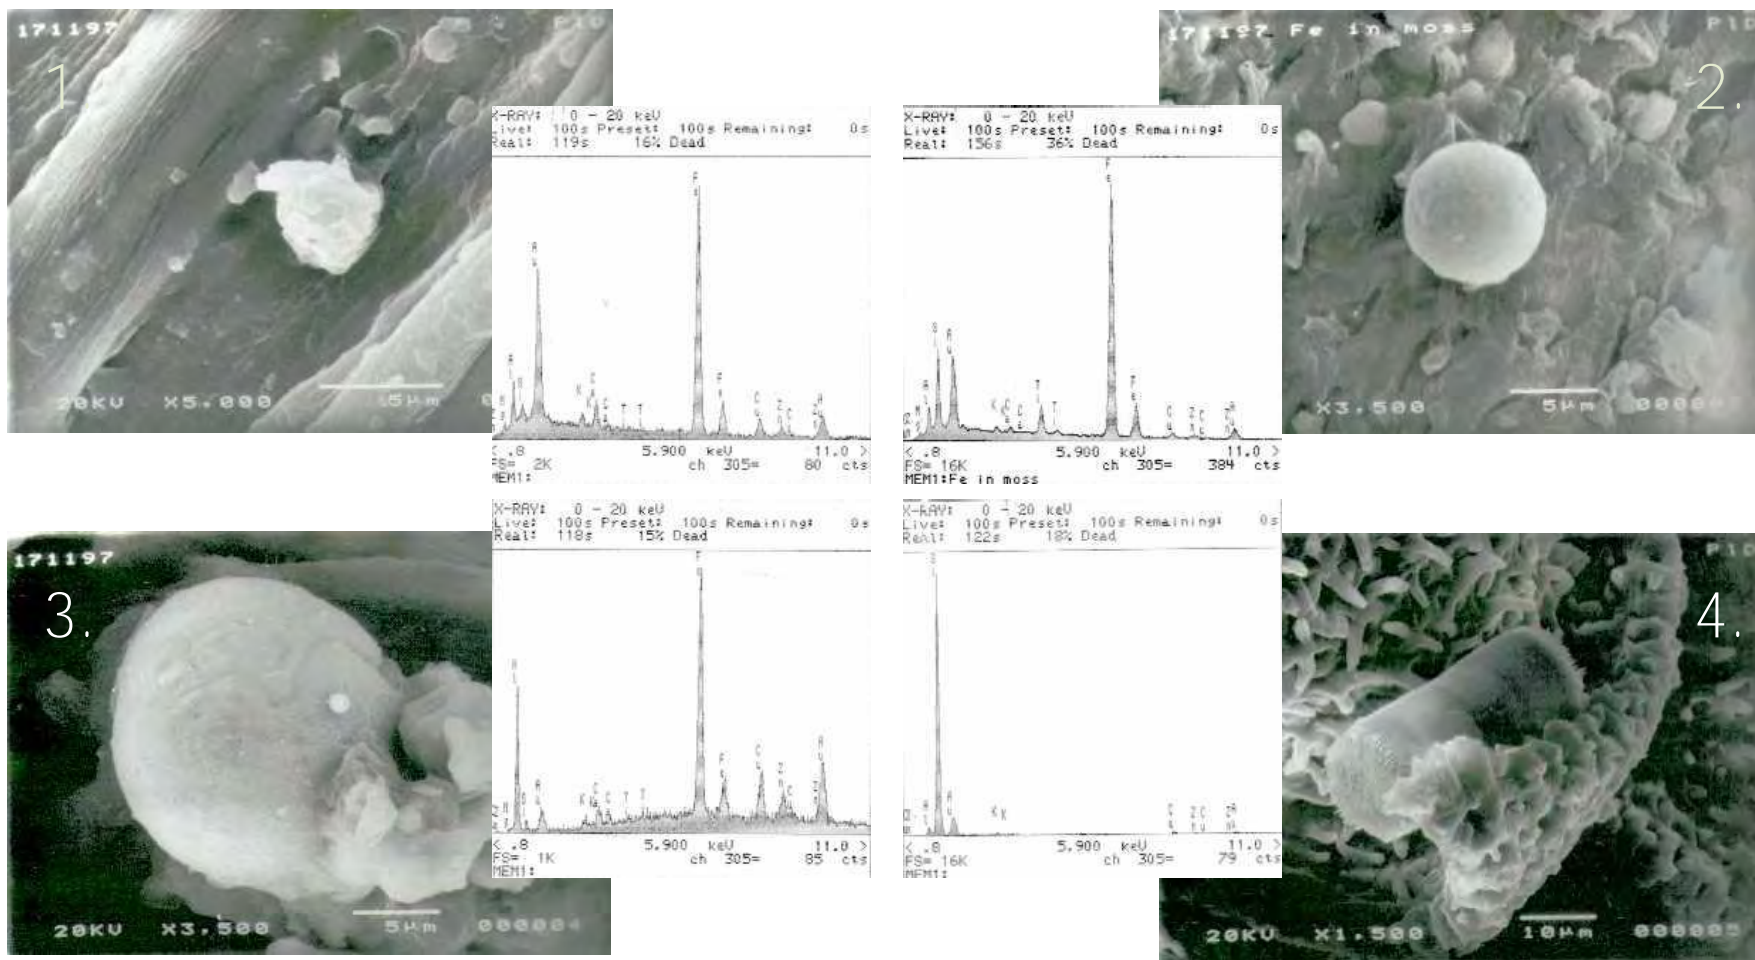 171197
1
20KV X5.000 5µm
X-RAY: 0 - 20 keV
Live: 100s Preset: 100s Remaining: 0s
Real: 119s 16% Dead
< .8 5.900 keV 11.0 >
FS= 2K ch 305= 80 cts
MEM1:
171197 Fe in moss
2.
X3.500 5µm
X-RAY: 0 - 20 keV
Live: 100s Preset: 100s Remaining: 0s
Real: 156s 36% Dead
< .8 5.900 keV 11.0 >
FS= 16K ch 305= 384 cts
MEM1:Fe in moss
171197
3.
20KV X3.500 5µm 000004
X-RAY: 0 - 20 keV
Live: 100s Preset: 100s Remaining: 0s
Real: 118s 15% Dead
< .8 5.900 keV 11.0 >
FS= 1K ch 305= 85 cts
MEM1:
4.
20KV X1.500 10µm 000005
X-RAY: 0 - 20 keV
Live: 100s Preset: 100s Remaining: 0s
Real: 122s 18% Dead
< .8 5.900 keV 11.0 >
FS= 16K ch 305= 79 cts
MEM1: